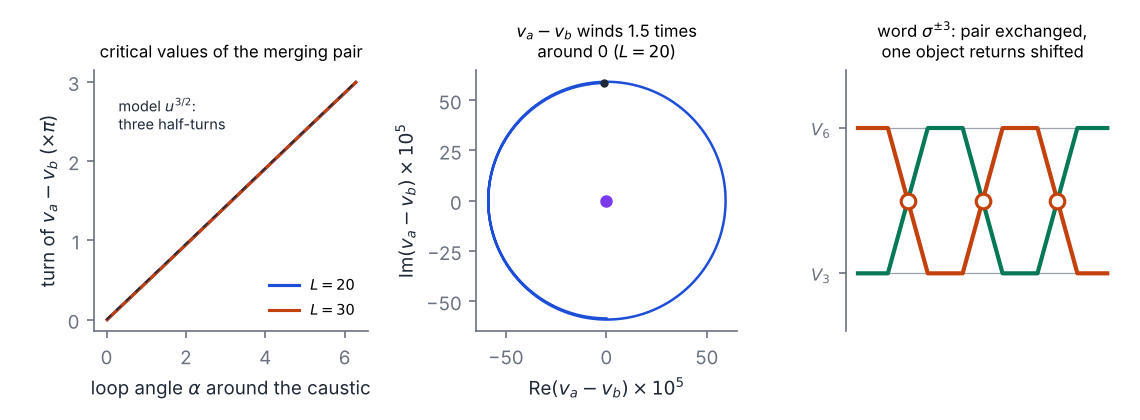 critical values of the merging pair
3
2
1
0
0 2 4 6
turn of v_a − v_b (×π)
loop angle α around the caustic
model u^{3/2}:
three half-turns
L = 20
L = 30
v_a − v_b winds 1.5 times
around 0 (L = 20)
50
25
0
−25
−50
−50 0 50
Im(v_a − v_b) × 10^5
Re(v_a − v_b) × 10^5
word σ^{±3}: pair exchanged,
one object returns shifted
V_6
V_3